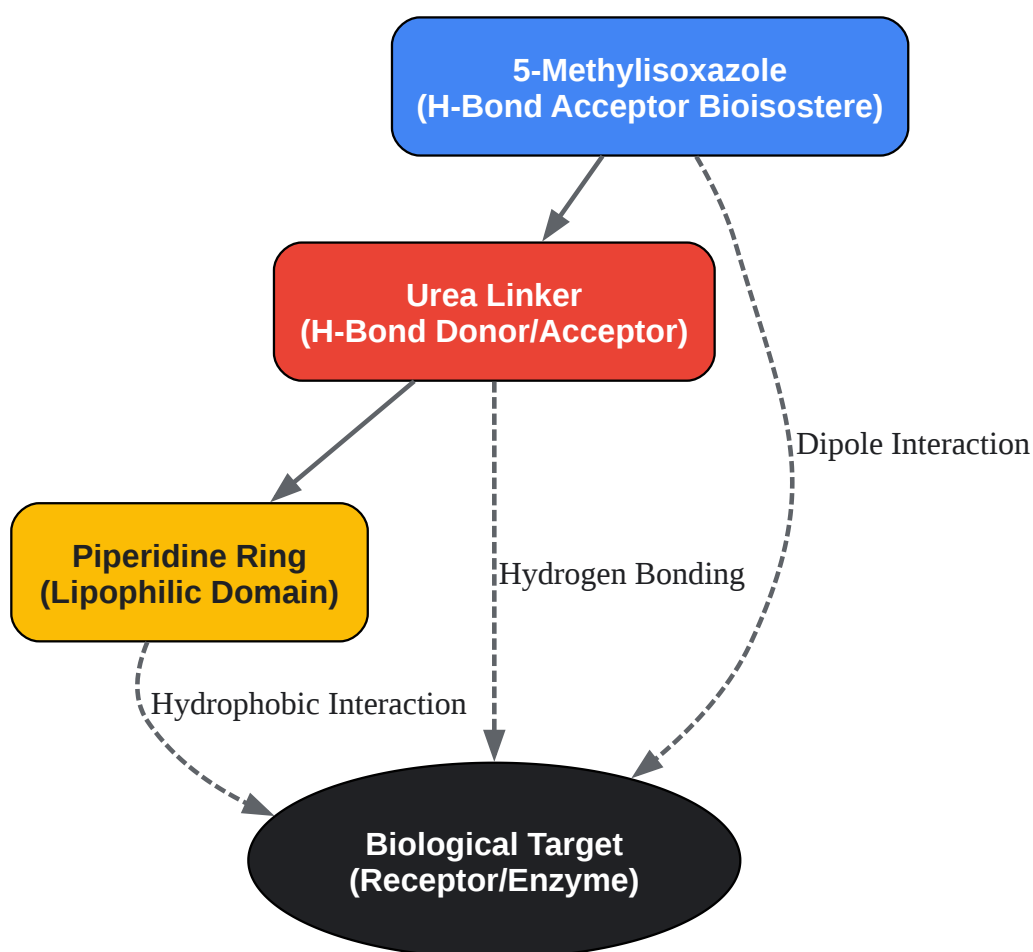 5-Methylisoxazole
(H-Bond Acceptor Bioisostere)
Urea Linker
(H-Bond Donor/Acceptor)
Dipole Interaction
Piperidine Ring
(Lipophilic Domain)
Hydrogen Bonding
Hydrophobic Interaction
Biological Target
(Receptor/Enzyme)